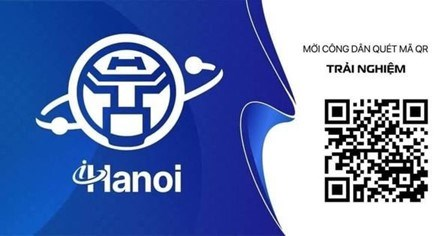 MỜI CÔNG DÂN QUÉT MÃ QR
TRẢI NGHIỆM
iHanoi